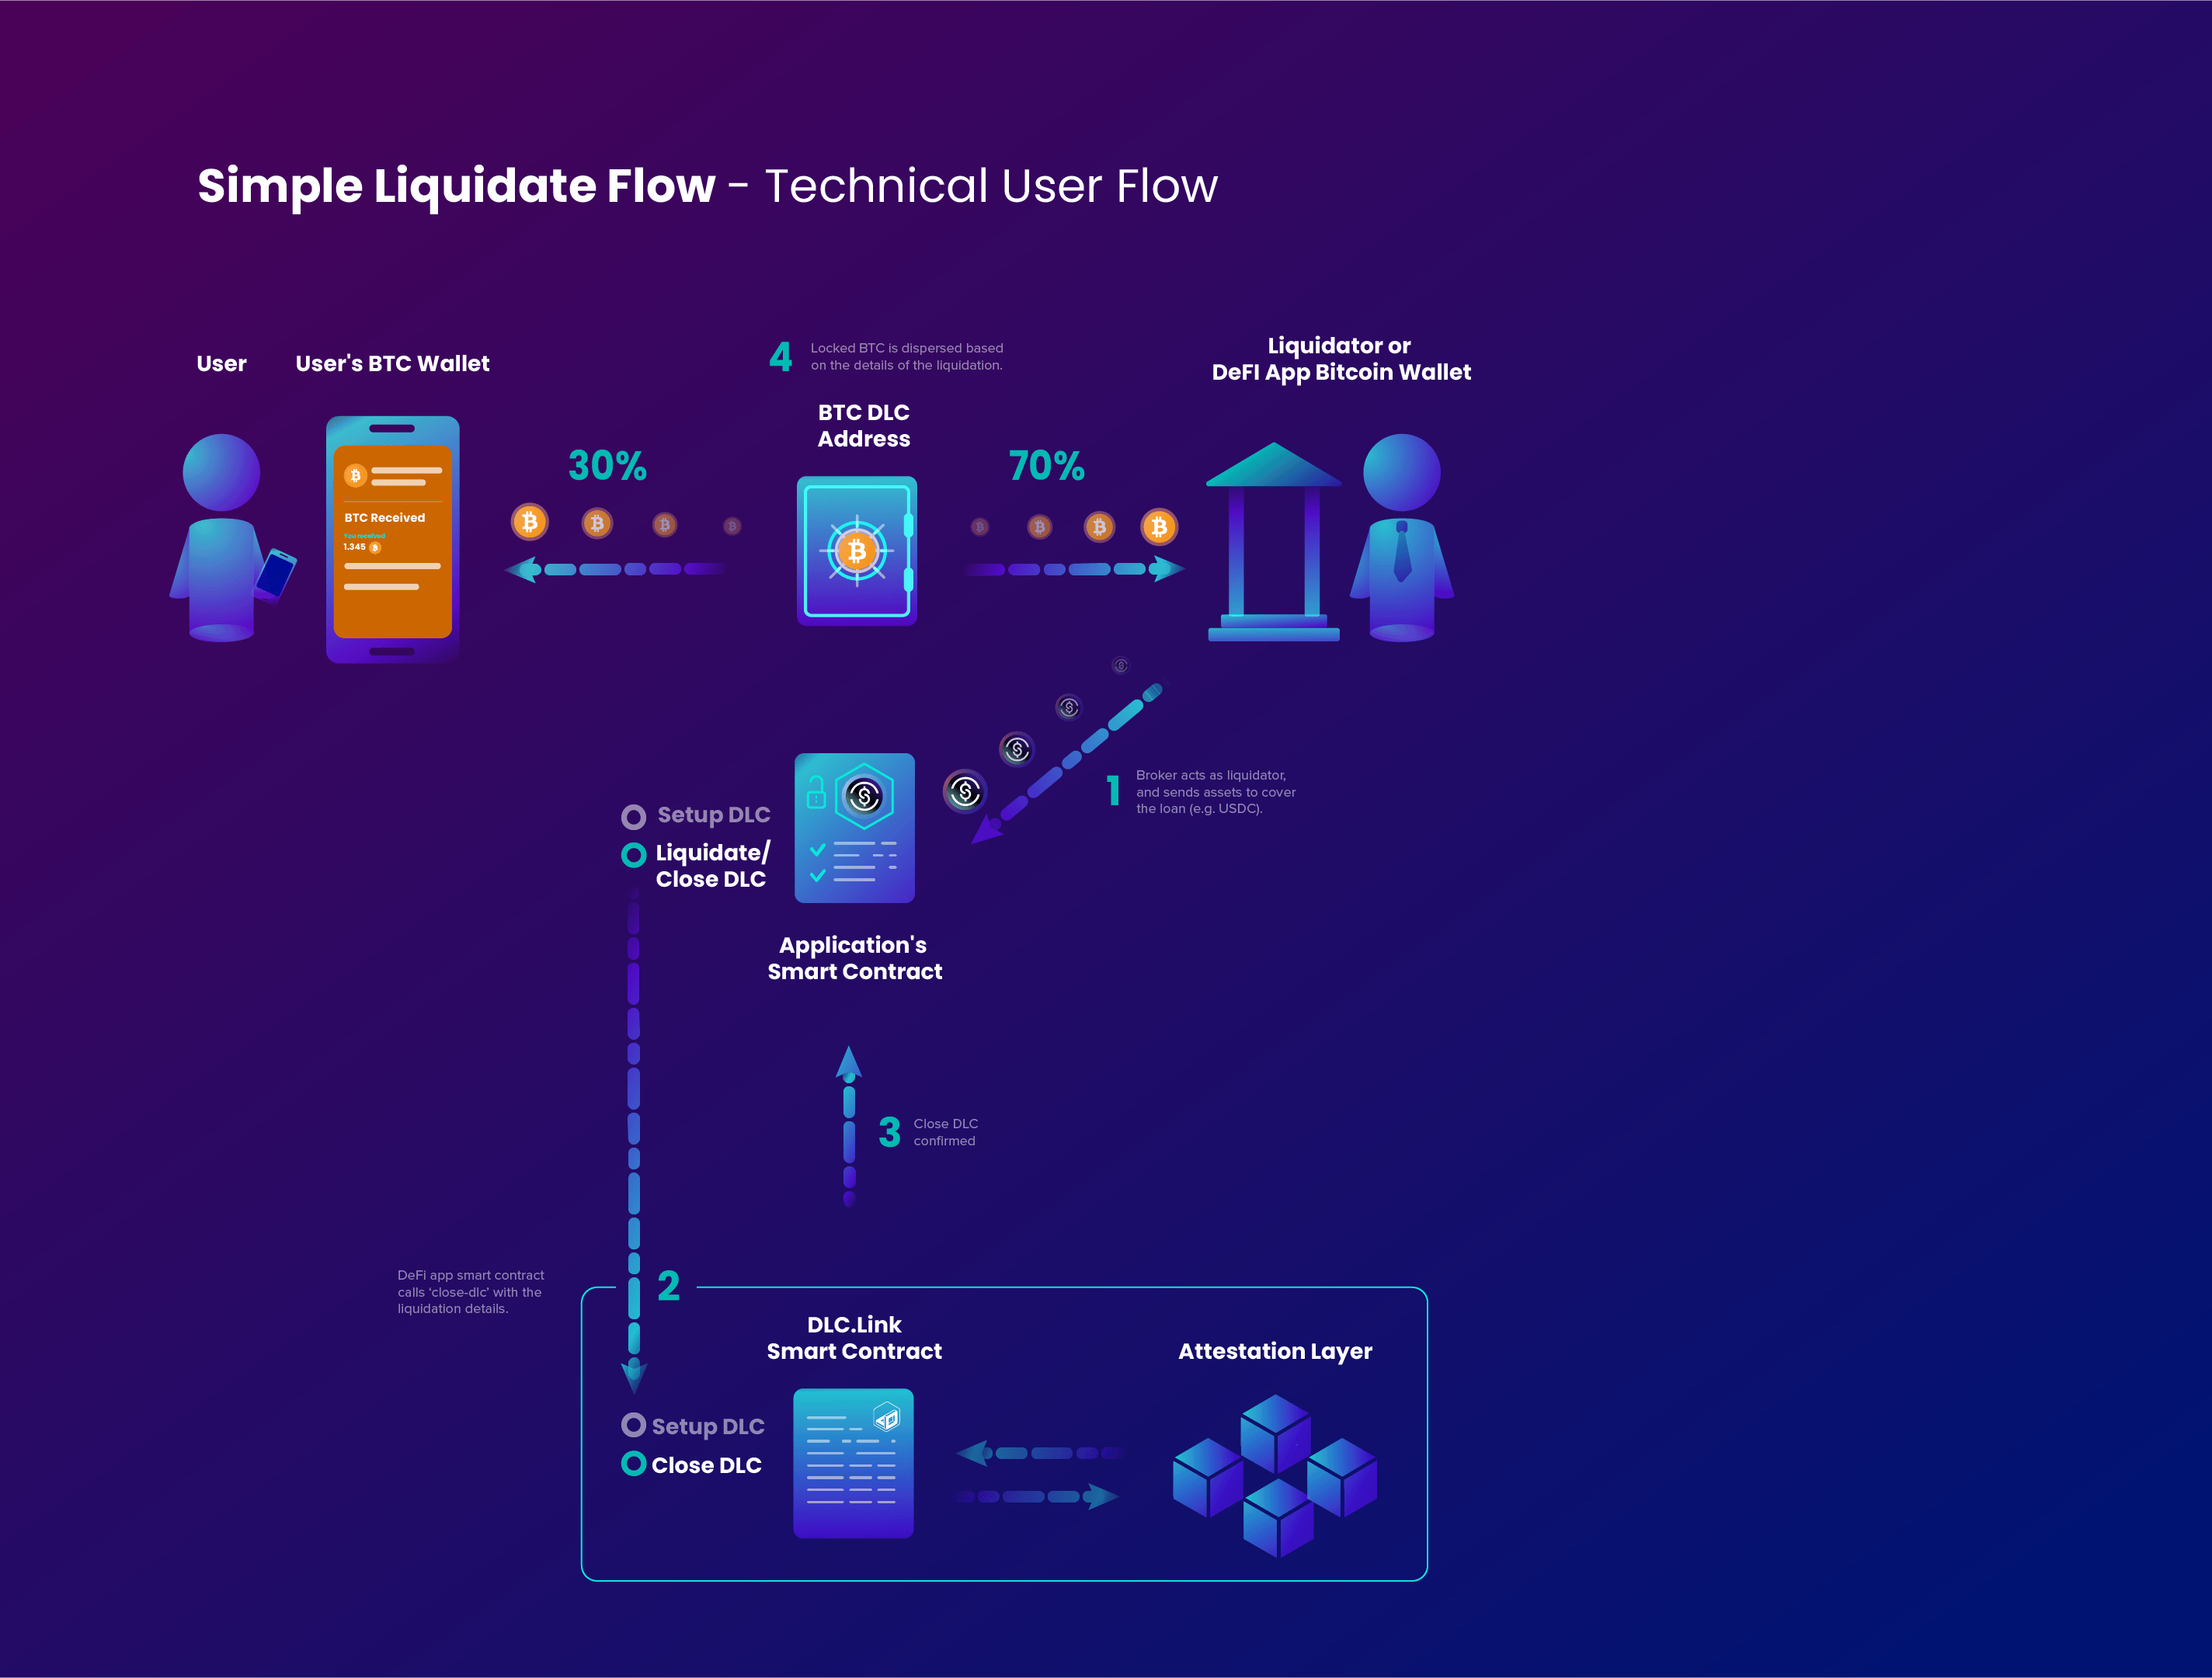 Simple Liquidate Flow - Technical User Flow
User
User's BTC Wallet
4
Locked BTC is dispersed based
on the details of the liquidation.
Liquidator or
DeFI App Bitcoin Wallet
BTC DLC
Address
30%
70%
BTC Received
You received
1.345
1
Broker acts as liquidator,
and sends assets to cover
the loan (e.g. USDC).
Setup DLC
Liquidate/
Close DLC
Application's
Smart Contract
3
Close DLC
confirmed
DeFi app smart contract
calls ‘close-dlc’ with the
liquidation details.
2
DLC.Link
Smart Contract
Attestation Layer
Setup DLC
Close DLC